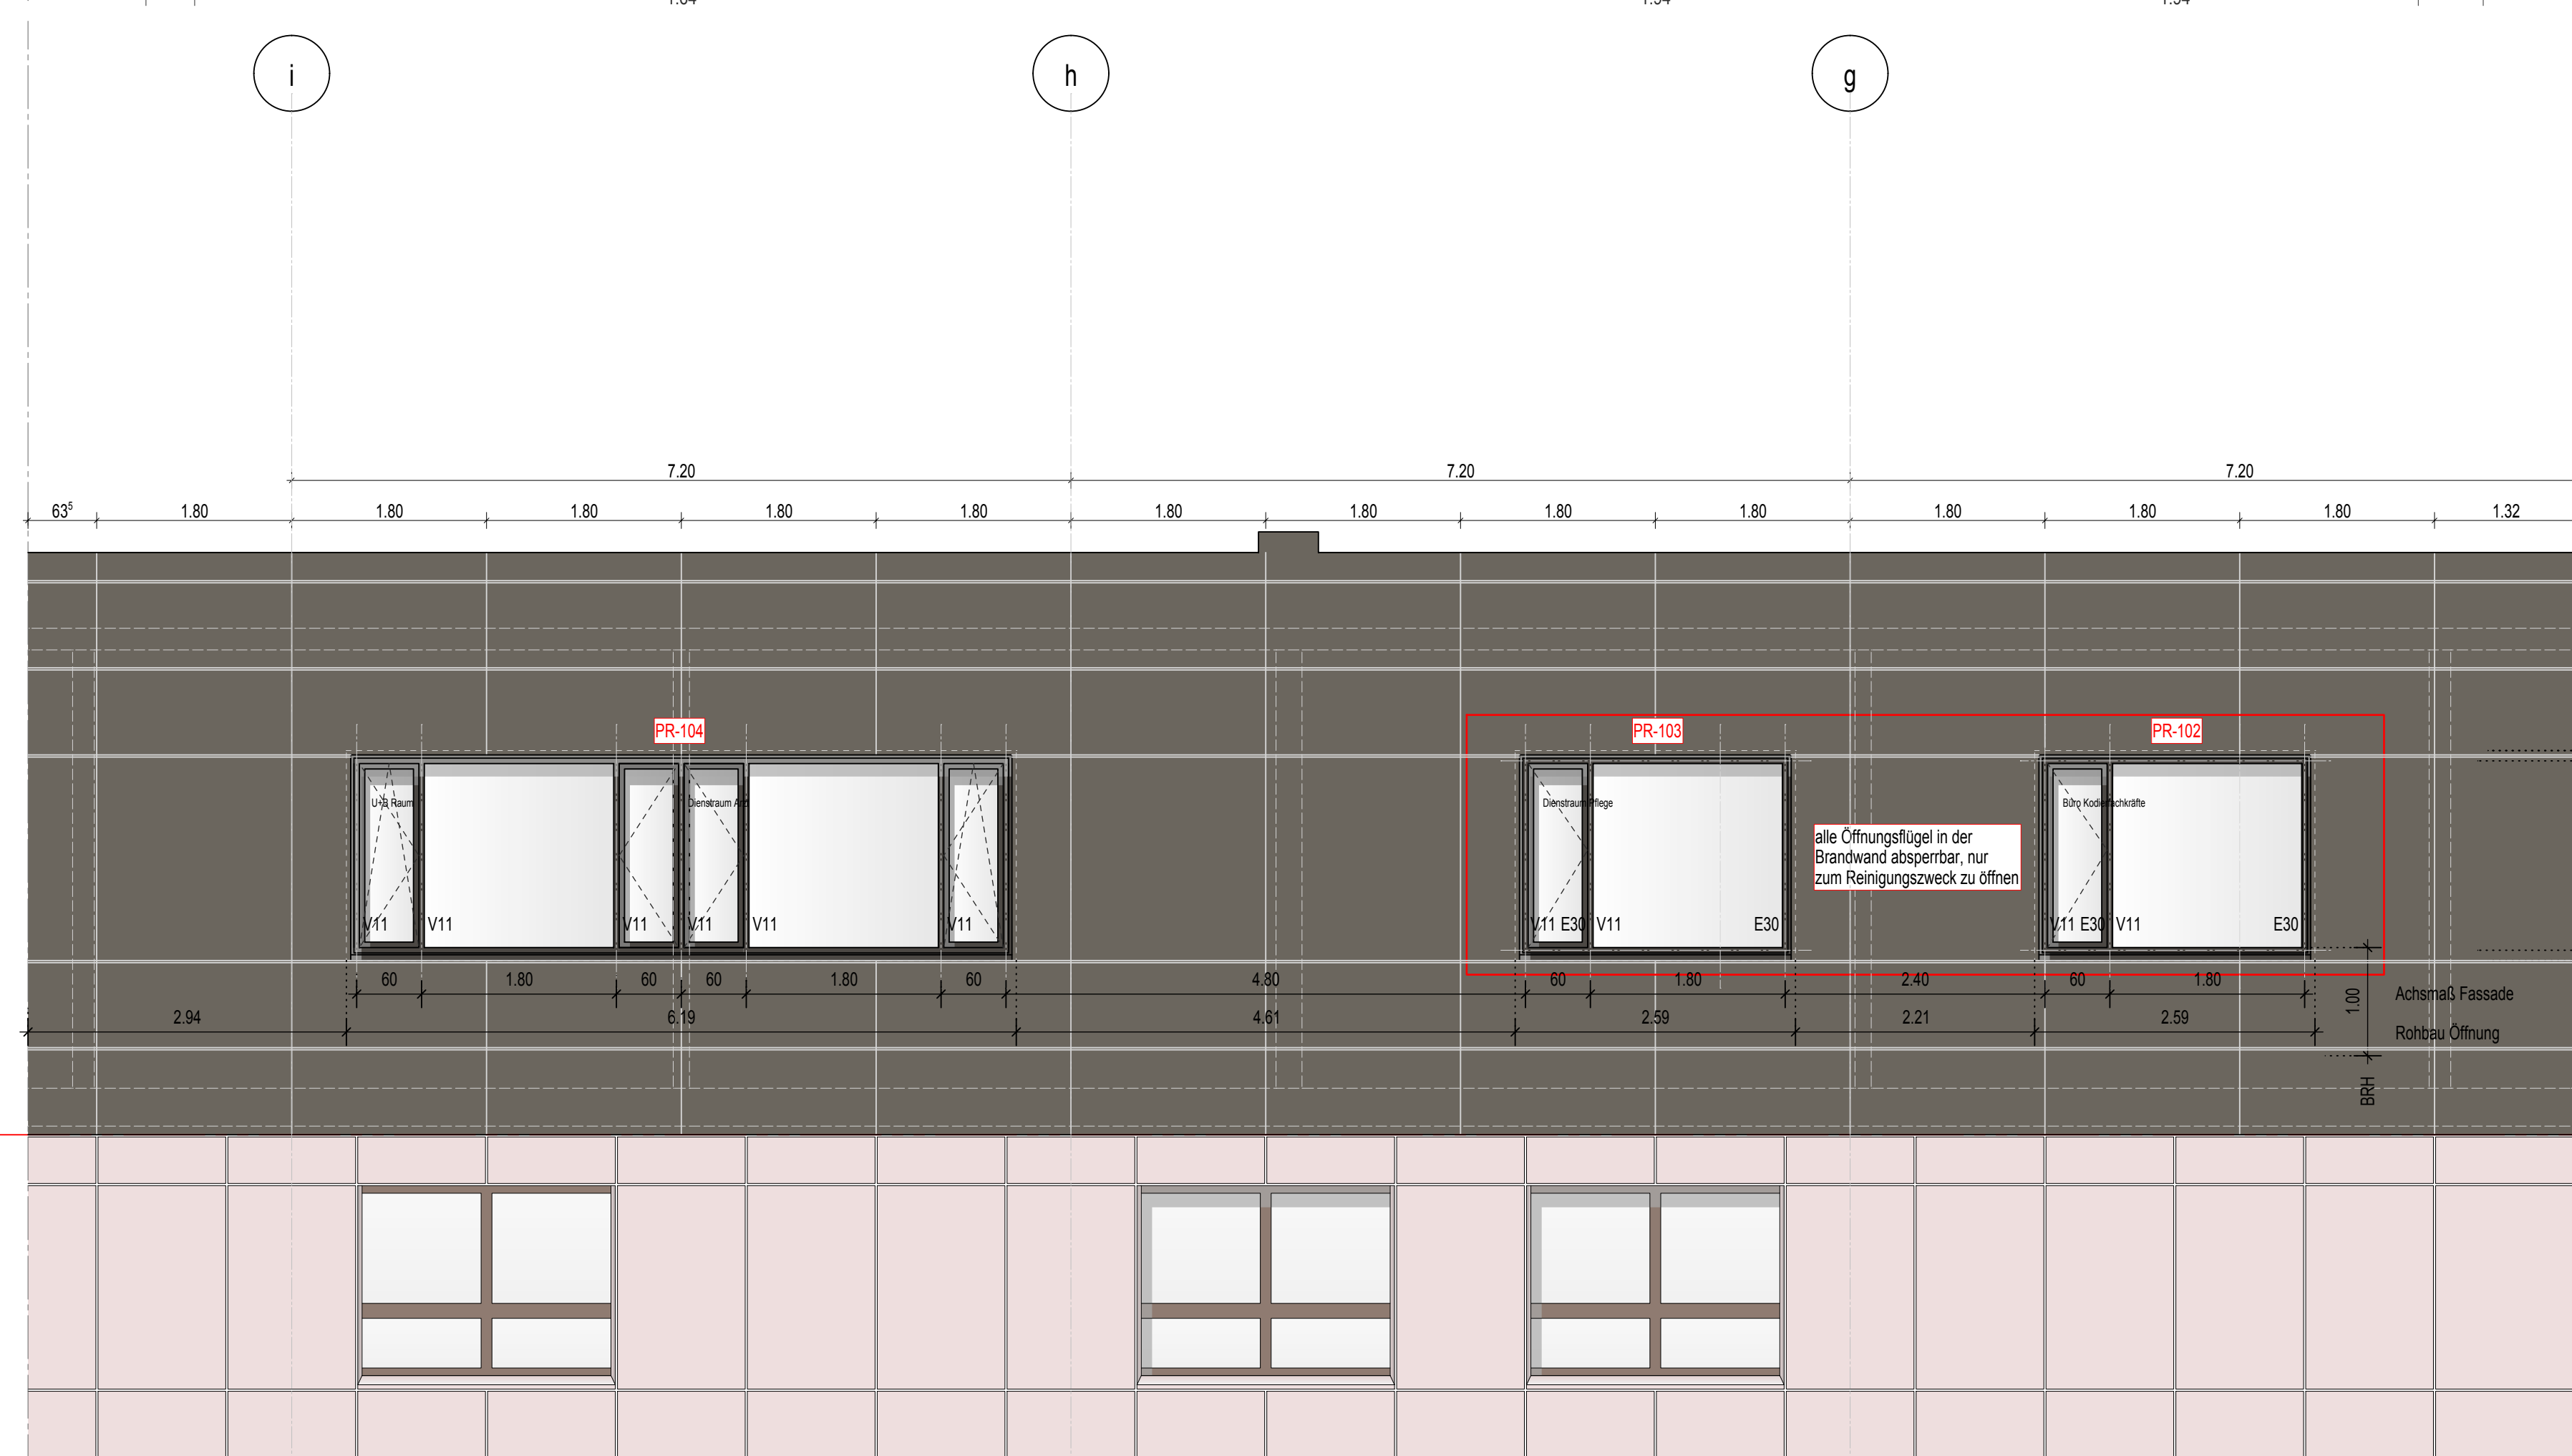 i h g
7.20 7.20 7.20
63⁵ 1.80 1.80 1.80 1.80 1.80 1.80 1.80 1.80 1.80 1.80 1.80 1.80 1.32
PR-104 PR-103 PR-102
U+B Raum Dienstraum Dienstraum Pflege Büro Kodierfachkräfte
alle Öffnungsflügel in der
Brandwand absperrbar, nur
zum Reinigungszweck zu öffnen
V11 V11 V11 V11 V11 V11 V11 E30 V11 E30 V11 E30 V11 E30
60 1.80 60 60 1.80 60 4.80 60 1.80 2.40 60 1.80
Achsmaß Fassade
1.00
2.94 6.19 4.61 2.59 2.21 2.59
Rohbau Öffnung
BRH